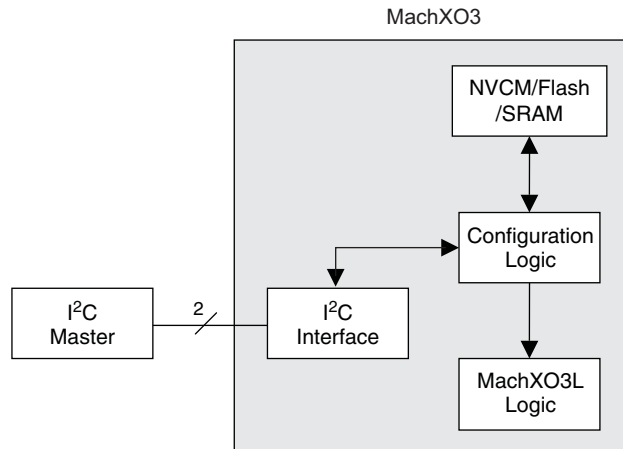 MachXO3
NVCM/Flash
/SRAM
Configuration
Logic
I²C
Master
2
I²C
Interface
MachXO3L
Logic